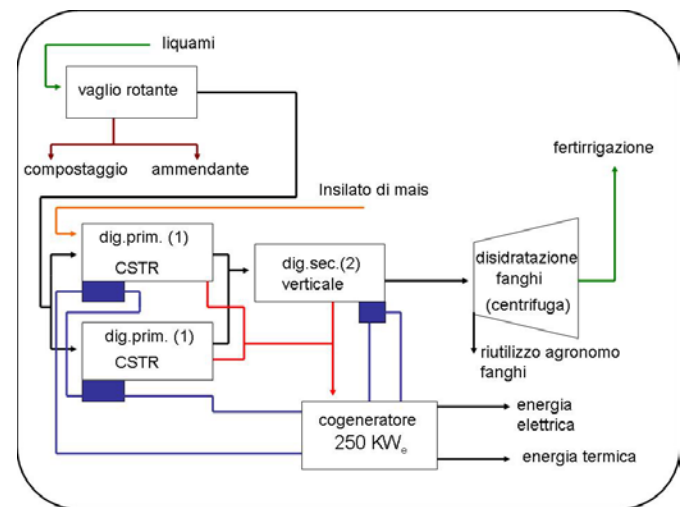 liquami
vaglio rotante
compostaggio
ammendante
fertirrigazione
Insilato di mais
dig.prim. (1)
CSTR
dig.sec.(2)
verticale
disidratazione
fanghi
(centrifuga)
dig.prim. (1)
CSTR
riutilizzo agronomo
fanghi
cogeneratore
250 KWe
energia
elettrica
energia termica